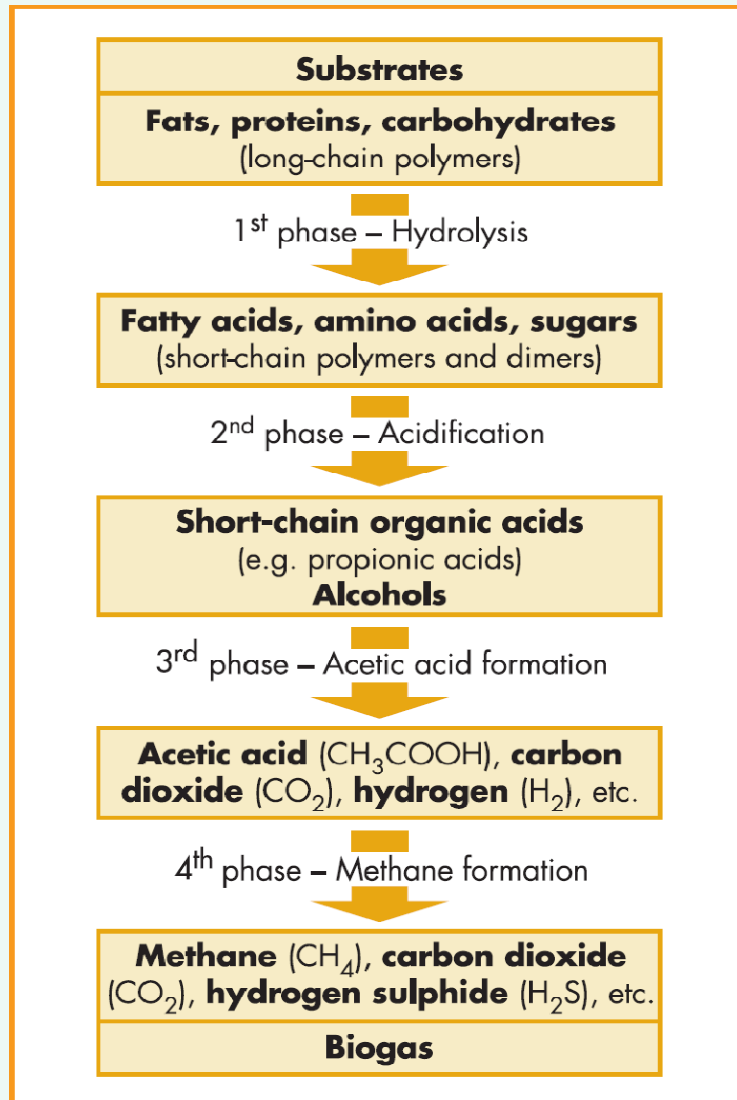 Substrates
Fats, proteins, carbohydrates
(long-chain polymers)
1st phase – Hydrolysis
Fatty acids, amino acids, sugars
(short-chain polymers and dimers)
2nd phase – Acidification
Short-chain organic acids
(e.g. propionic acids)
Alcohols
3rd phase – Acetic acid formation
Acetic acid (CH3COOH), carbon
dioxide (CO2), hydrogen (H2), etc.
4th phase – Methane formation
Methane (CH4), carbon dioxide
(CO2), hydrogen sulphide (H2S), etc.
Biogas